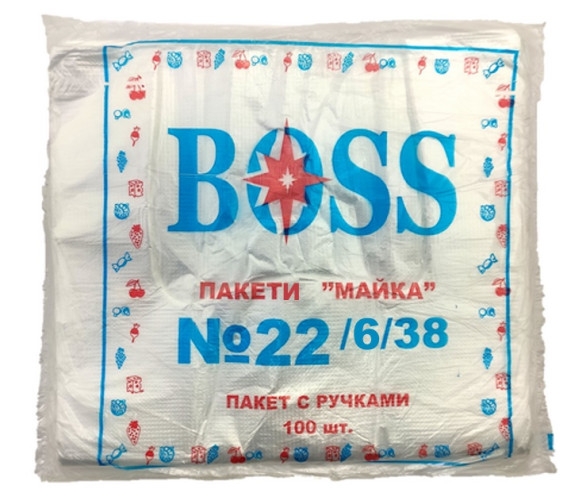 BOSS
ПАКЕТИ "МАЙКА"
№22/6/38
ПАКЕТ С РУЧКАМИ
100 шт.